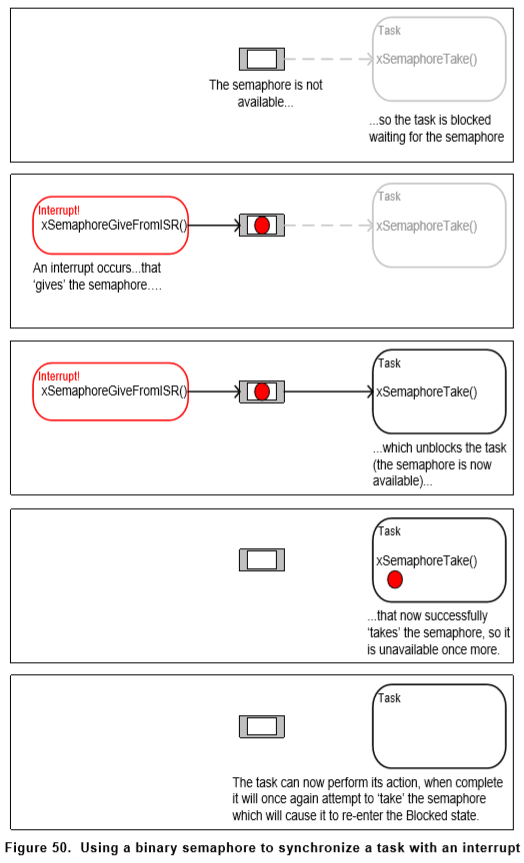 Task
xSemaphoreTake()
The semaphore is not
available...
...so the task is blocked
waiting for the semaphore
Interrupt!
xSemaphoreGiveFromISR()
Task
xSemaphoreTake()
An interrupt occurs...that
'gives' the semaphore....
Interrupt!
xSemaphoreGiveFromISR()
Task
xSemaphoreTake()
...which unblocks the task
(the semaphore is now
available)...
Task
xSemaphoreTake()
...that now successfully
'takes' the semaphore, so it
is unavailable once more.
Task
The task can now perform its action, when complete
it will once again attempt to 'take' the semaphore
which will cause it to re-enter the Blocked state.
Figure 50. Using a binary semaphore to synchronize a task with an interrupt